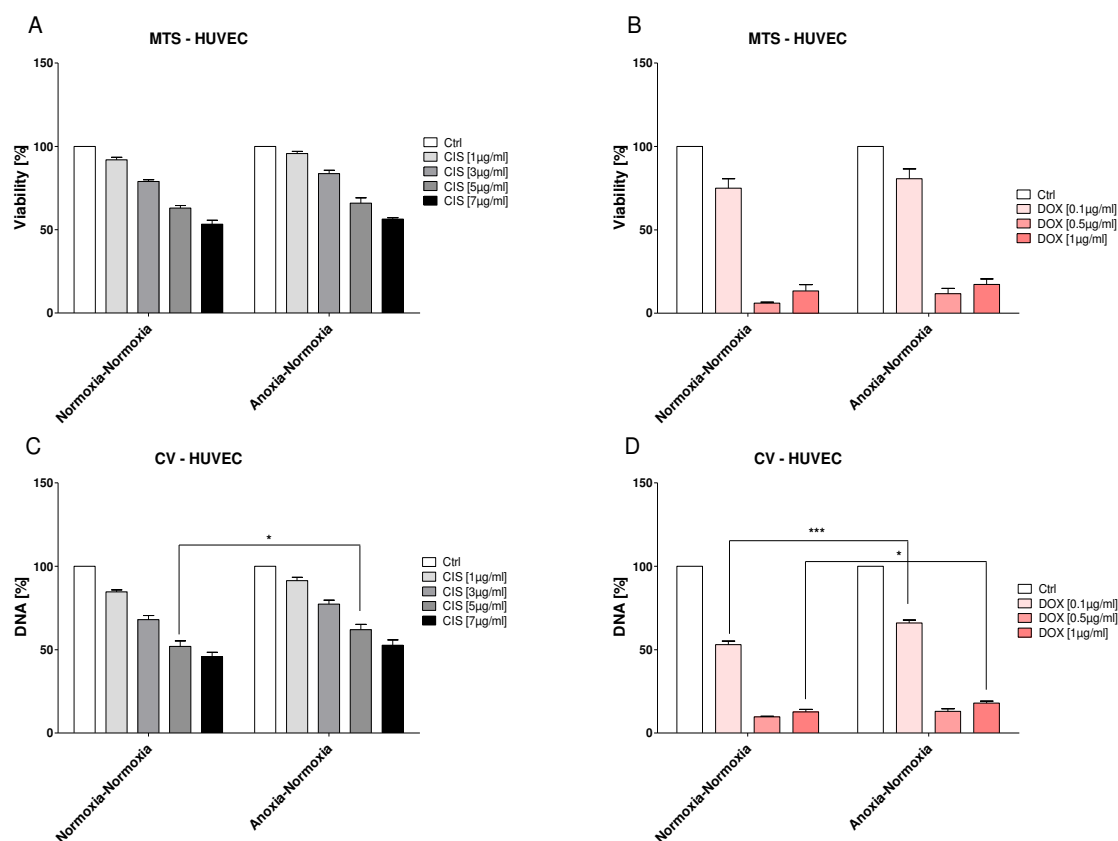 A
MTS - HUVEC
Viability [%]
150
100
50
0
Normoxia-Normoxia
Anoxia-Normoxia
Ctrl
CIS [1µg/ml]
CIS [3µg/ml]
CIS [5µg/ml]
CIS [7µg/ml]
B
MTS - HUVEC
Viability [%]
150
100
50
0
Normoxia-Normoxia
Anoxia-Normoxia
Ctrl
DOX [0.1µg/ml]
DOX [0.5µg/ml]
DOX [1µg/ml]
C
CV - HUVEC
DNA [%]
150
100
50
0
*
Normoxia-Normoxia
Anoxia-Normoxia
Ctrl
CIS [1µg/ml]
CIS [3µg/ml]
CIS [5µg/ml]
CIS [7µg/ml]
D
CV - HUVEC
DNA [%]
150
100
50
0
***
*
Normoxia-Normoxia
Anoxia-Normoxia
Ctrl
DOX [0.1µg/ml]
DOX [0.5µg/ml]
DOX [1µg/ml]